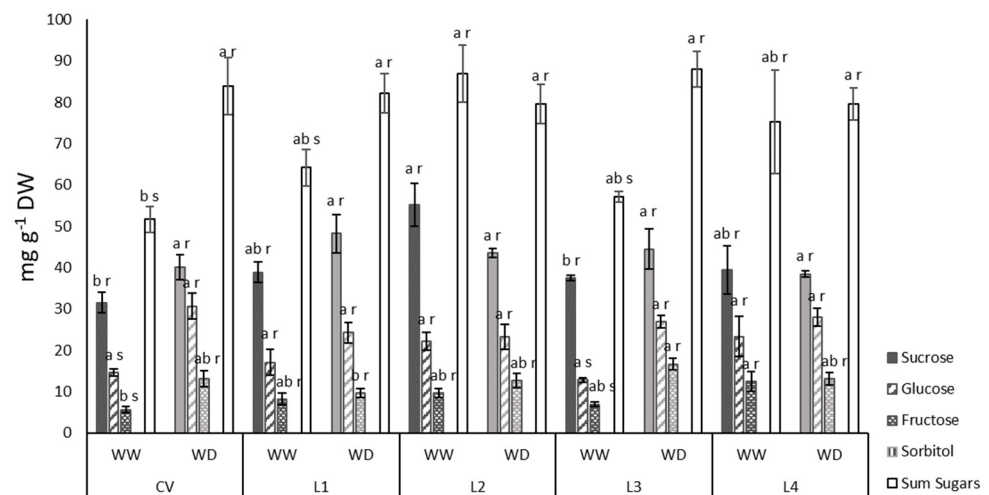 100
90
80
70
60
50
40
30
20
10
0
mg g-1 DW
b r
a s
b s
b s
a r
a r
ab r
a r
ab r
a r
ab r
ab s
a r
a r
b r
a r
a r
a r
ab r
a r
a r
a r
ab r
a r
b r
a s
ab s
ab s
a r
a r
a r
a r
ab r
a r
a r
ab r
a r
a r
ab r
a r
WW WD WW WD WW WD WW WD WW WD
CV L1 L2 L3 L4
Sucrose
Glucose
Fructose
Sorbitol
Sum Sugars